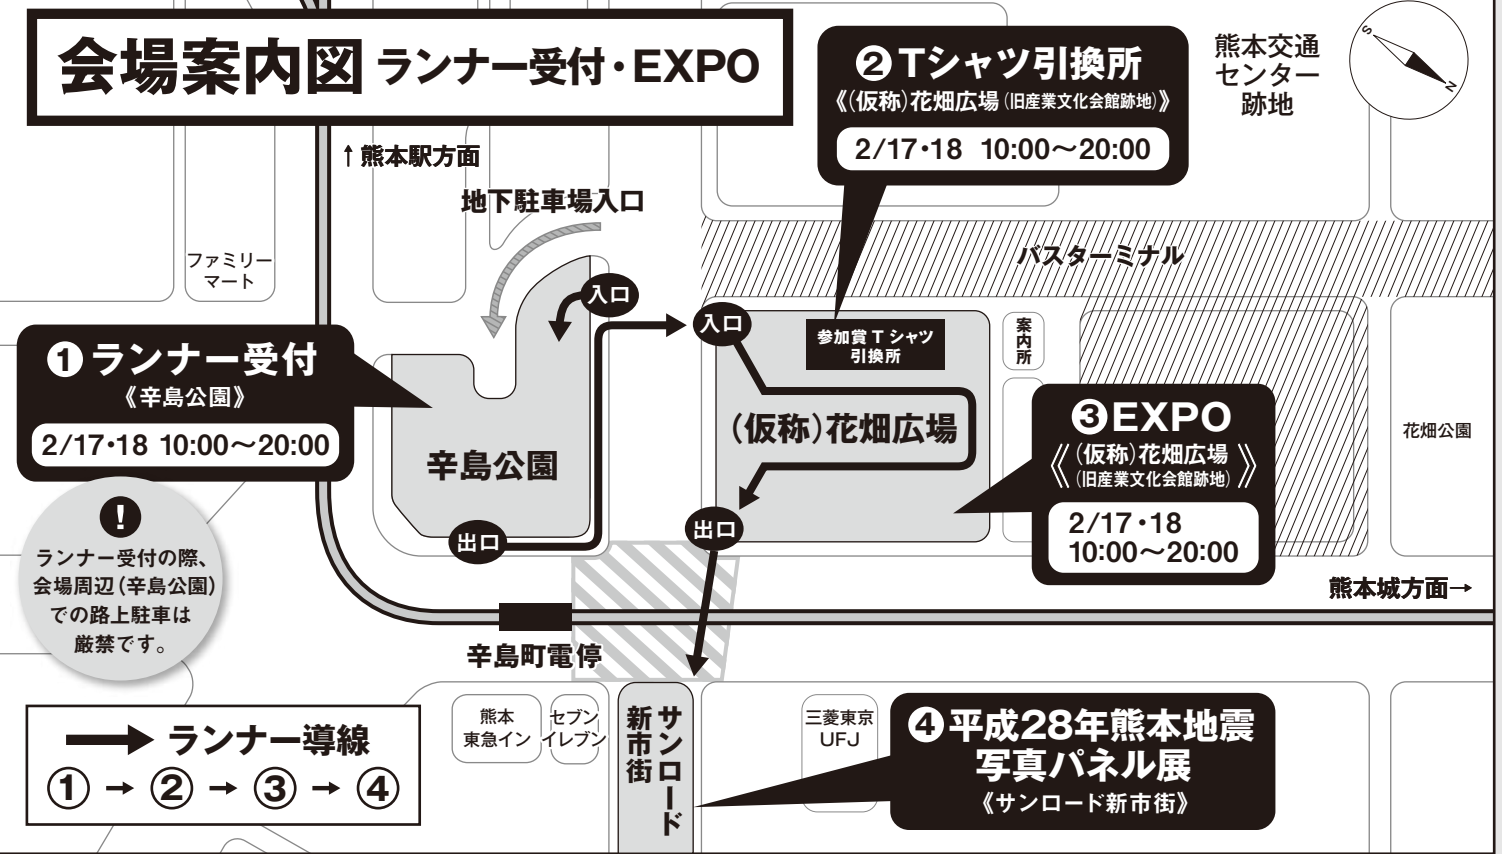 会場案内図 ランナー受付・EXPO
❷Tシャツ引換所
《(仮称)花畑広場(旧産業文化会館跡地)》
2/17・18 10:00～20:00
熊本交通
センター
跡地
S
N
↑熊本駅方面
地下駐車場入口
バスターミナル
ファミリー
マート
入口
入口
参加賞Tシャツ
引換所
案内所
❶ランナー受付
《辛島公園》
2/17・18 10:00～20:00
(仮称)花畑広場
辛島公園
❸EXPO
《(仮称)花畑広場
(旧産業文化会館跡地)》
2/17・18
10:00～20:00
花畑公園
出口
出口
!
ランナー受付の際、
会場周辺(辛島公園)
での路上駐車は
厳禁です。
熊本城方面→
辛島町電停
→ランナー導線
①→②→③→④
熊本
東急イン
セブン
イレブン
サンロード
新市街
三菱東京
UFJ
❹平成28年熊本地震
写真パネル展
《サンロード新市街》